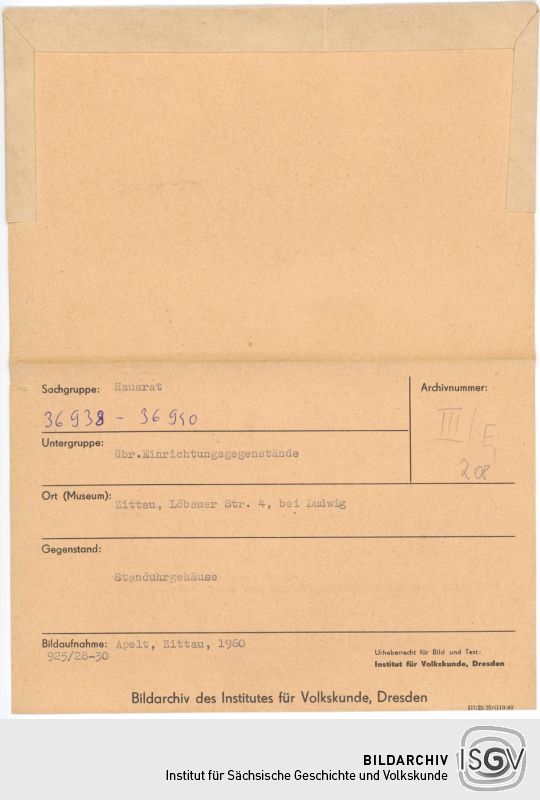 Sachgruppe: Hausrat
Archivnummer:
36938 - 36940
III/E
208
Untergruppe:
Übr.Einrichtungsgegenstände
Ort (Museum): Zittau, Löbauer Str. 4, bei Ludwig
Gegenstand:
Standuhrgehäuse
Bildaufnahme: Apelt, Zittau, 1960
925/28-30
Urheberrecht für Bild und Text:
Institut für Volkskunde, Dresden
Bildarchiv des Institutes für Volkskunde, Dresden
BILDARCHIV
Institut für Sächsische Geschichte und Volkskunde
ISGV